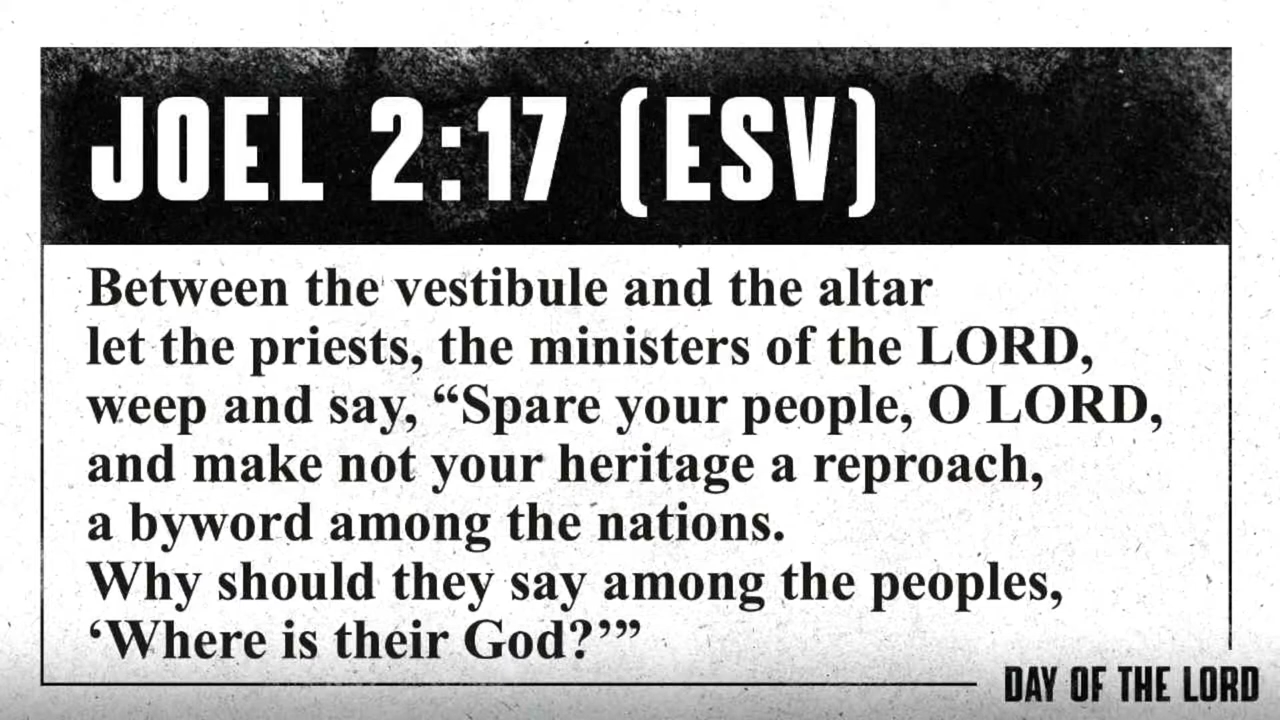 JOEL 2:17 (ESV)
Between the vestibule and the altar
let the priests, the ministers of the LORD,
weep and say, “Spare your people, O LORD,
and make not your heritage a reproach,
a byword among the nations.
Why should they say among the peoples,
‘Where is their God?’”
DAY OF THE LORD